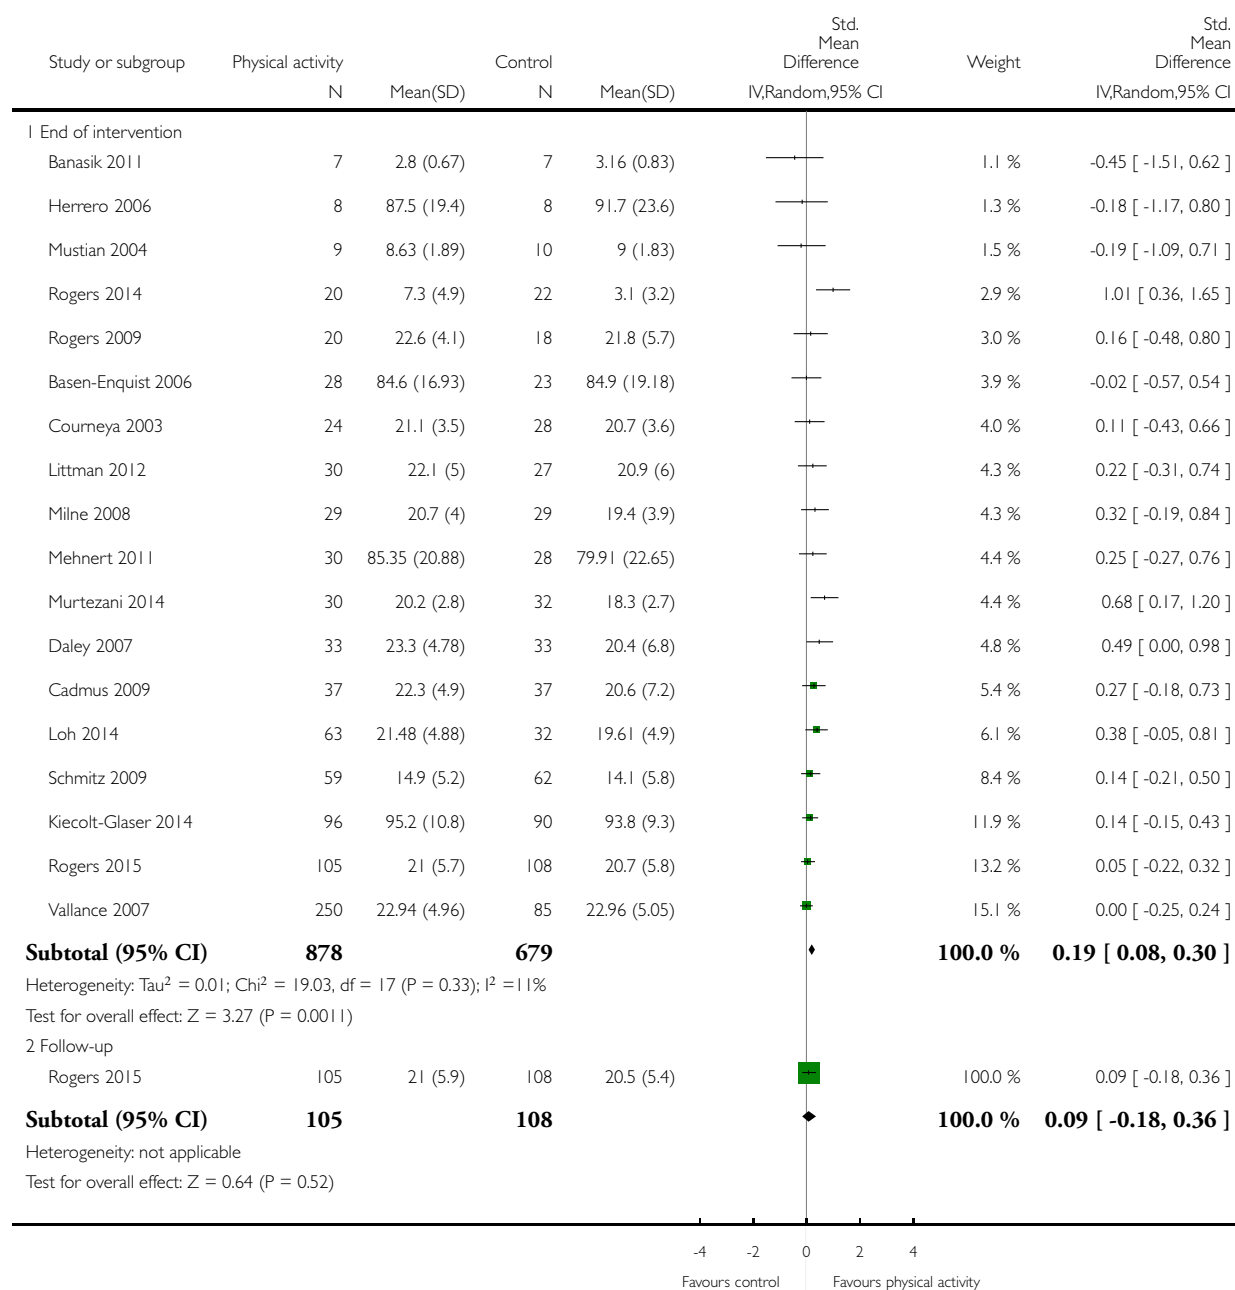 Std.
Mean
Difference
Std.
Mean
Difference
Study or subgroup Physical activity Control Weight
N Mean(SD) N Mean(SD) IV,Random,95% CI IV,Random,95% CI
1 End of intervention
Banasik 2011 7 2.8 (0.67) 7 3.16 (0.83) 1.1 % -0.45 [ -1.51, 0.62 ]
Herrero 2006 8 87.5 (19.4) 8 91.7 (23.6) 1.3 % -0.18 [ -1.17, 0.80 ]
Mustian 2004 9 8.63 (1.89) 10 9 (1.83) 1.5 % -0.19 [ -1.09, 0.71 ]
Rogers 2014 20 7.3 (4.9) 22 3.1 (3.2) 2.9 % 1.01 [ 0.36, 1.65 ]
Rogers 2009 20 22.6 (4.1) 18 21.8 (5.7) 3.0 % 0.16 [ -0.48, 0.80 ]
Basen-Enquist 2006 28 84.6 (16.93) 23 84.9 (19.18) 3.9 % -0.02 [ -0.57, 0.54 ]
Courneya 2003 24 21.1 (3.5) 28 20.7 (3.6) 4.0 % 0.11 [ -0.43, 0.66 ]
Littman 2012 30 22.1 (5) 27 20.9 (6) 4.3 % 0.22 [ -0.31, 0.74 ]
Milne 2008 29 20.7 (4) 29 19.4 (3.9) 4.3 % 0.32 [ -0.19, 0.84 ]
Mehnert 2011 30 85.35 (20.88) 28 79.91 (22.65) 4.4 % 0.25 [ -0.27, 0.76 ]
Murtezani 2014 30 20.2 (2.8) 32 18.3 (2.7) 4.4 % 0.68 [ 0.17, 1.20 ]
Daley 2007 33 23.3 (4.78) 33 20.4 (6.8) 4.8 % 0.49 [ 0.00, 0.98 ]
Cadmus 2009 37 22.3 (4.9) 37 20.6 (7.2) 5.4 % 0.27 [ -0.18, 0.73 ]
Loh 2014 63 21.48 (4.88) 32 19.61 (4.9) 6.1 % 0.38 [ -0.05, 0.81 ]
Schmitz 2009 59 14.9 (5.2) 62 14.1 (5.8) 8.4 % 0.14 [ -0.21, 0.50 ]
Kiecolt-Glaser 2014 96 95.2 (10.8) 90 93.8 (9.3) 11.9 % 0.14 [ -0.15, 0.43 ]
Rogers 2015 105 21 (5.7) 108 20.7 (5.8) 13.2 % 0.05 [ -0.22, 0.32 ]
Vallance 2007 250 22.94 (4.96) 85 22.96 (5.05) 15.1 % 0.00 [ -0.25, 0.24 ]
Subtotal (95% CI) 878 679 100.0 % 0.19 [ 0.08, 0.30 ]
Heterogeneity: Tau² = 0.01; Chi² = 19.03, df = 17 (P = 0.33); I² =11%
Test for overall effect: Z = 3.27 (P = 0.0011)
2 Follow-up
Rogers 2015 105 21 (5.9) 108 20.5 (5.4) 100.0 % 0.09 [ -0.18, 0.36 ]
Subtotal (95% CI) 105 108 100.0 % 0.09 [ -0.18, 0.36 ]
Heterogeneity: not applicable
Test for overall effect: Z = 0.64 (P = 0.52)
-4 -2 0 2 4
Favours control Favours physical activity